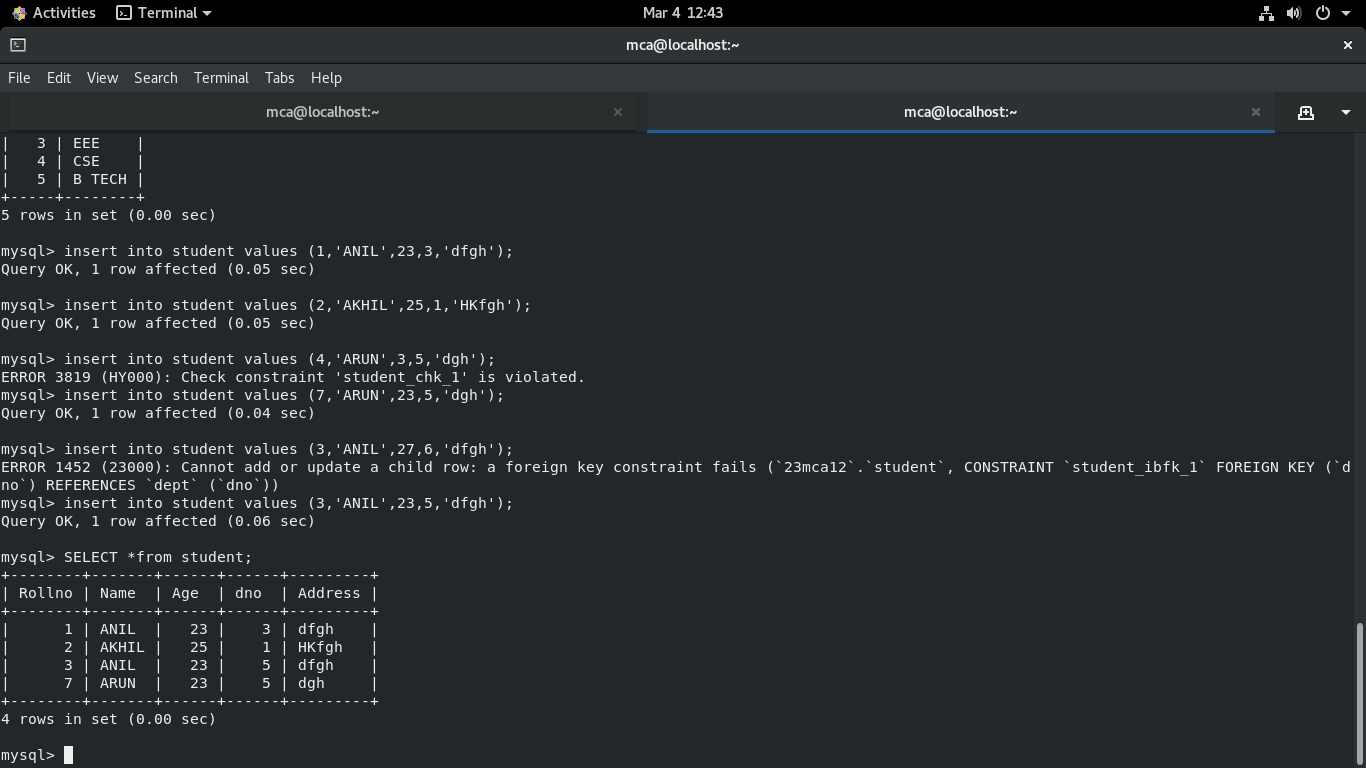 Activities Terminal Mar 4 12:43
mca@localhost:~
File Edit View Search Terminal Tabs Help
mca@localhost:~ mca@localhost:~
|   3 | EEE    |
|   4 | CSE    |
|   5 | B TECH |
+-----+--------+
5 rows in set (0.00 sec)

mysql> insert into student values (1,'ANIL',23,3,'dfgh');
Query OK, 1 row affected (0.05 sec)

mysql> insert into student values (2,'AKHIL',25,1,'HKfgh');
Query OK, 1 row affected (0.05 sec)

mysql> insert into student values (4,'ARUN',3,5,'dgh');
ERROR 3819 (HY000): Check constraint 'student_chk_1' is violated.
mysql> insert into student values (7,'ARUN',23,5,'dgh');
Query OK, 1 row affected (0.04 sec)

mysql> insert into student values (3,'ANIL',27,6,'dfgh');
ERROR 1452 (23000): Cannot add or update a child row: a foreign key constraint fails (`23mca12`.`student`, CONSTRAINT `student_ibfk_1` FOREIGN KEY (`d
no`) REFERENCES `dept` (`dno`))
mysql> insert into student values (3,'ANIL',23,5,'dfgh');
Query OK, 1 row affected (0.06 sec)

mysql> SELECT *from student;
+--------+-------+------+------+---------+
| Rollno | Name  | Age  | dno  | Address |
+--------+-------+------+------+---------+
|      1 | ANIL  |   23 |    3 | dfgh    |
|      2 | AKHIL |   25 |    1 | HKfgh   |
|      3 | ANIL  |   23 |    5 | dfgh    |
|      7 | ARUN  |   23 |    5 | dgh     |
+--------+-------+------+------+---------+
4 rows in set (0.00 sec)

mysql>